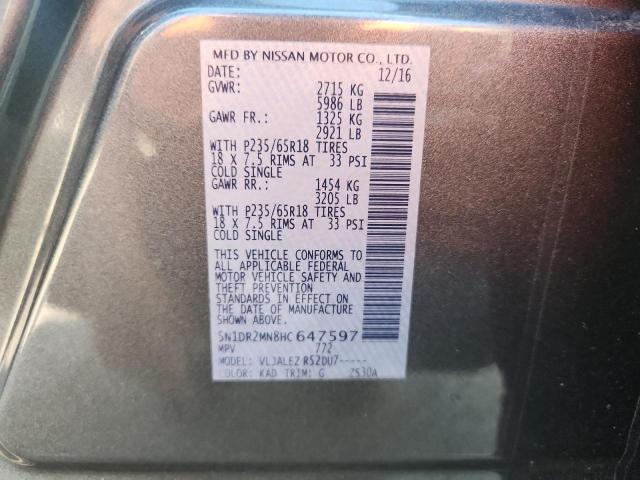 MFD BY NISSAN MOTOR CO., LTD.
DATE: 12/16
GVWR: 2715 KG
5986 LB
GAWR FR.: 1325 KG
2921 LB
WITH P235/65R18 TIRES
18 X 7.5 RIMS AT 33 PSI
COLD SINGLE
GAWR RR.: 1454 KG
3205 LB
WITH P235/65R18 TIRES
18 X 7.5 RIMS AT 33 PSI
COLD SINGLE
THIS VEHICLE CONFORMS TO
ALL APPLICABLE FEDERAL
MOTOR VEHICLE SAFETY AND
THEFT PREVENTION
STANDARDS IN EFFECT ON
THE DATE OF MANUFACTURE
SHOWN ABOVE.
5N1DR2MN8HC647597
MPV 772
MODEL: R52DU7-----
COLOR: KAD TRIM: G